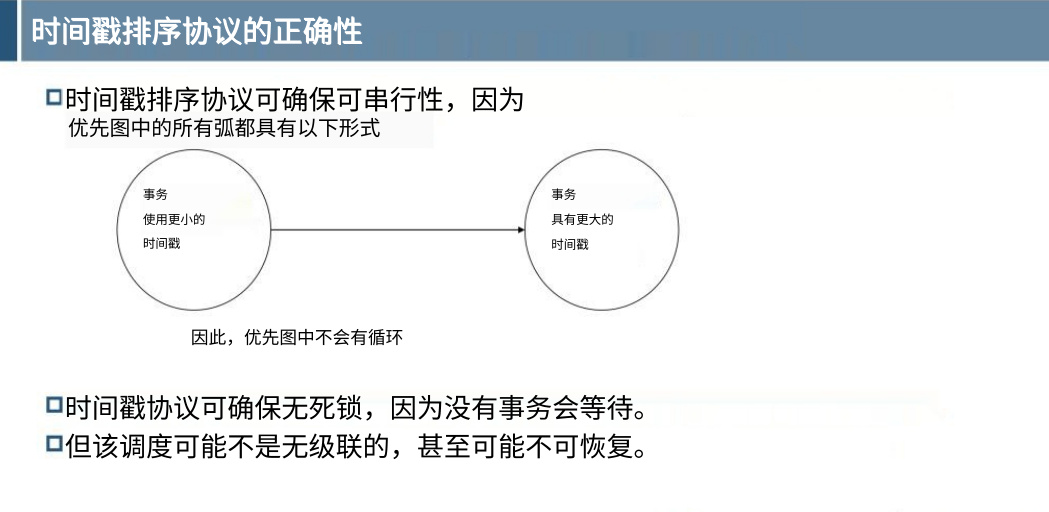 时间戳排序协议的正确性
时间戳排序协议可确保可串行性，因为
优先图中的所有弧都具有以下形式
事务
使用更小的
时间戳
事务
具有更大的
时间戳
因此，优先图中不会有循环
时间戳协议可确保无死锁，因为没有事务会等待。
但该调度可能不是无级联的，甚至可能不可恢复。